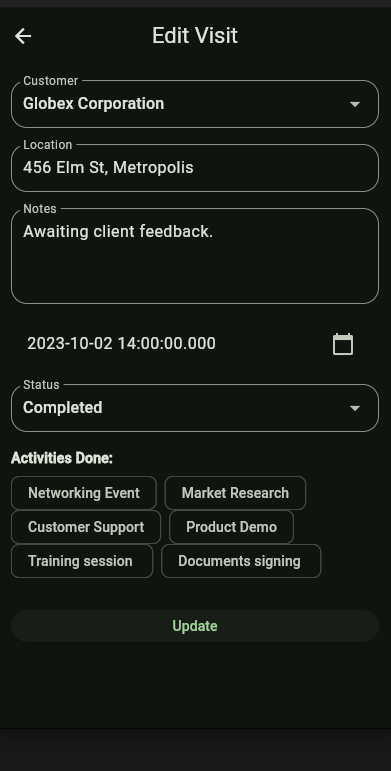 Edit Visit
Customer
Globex Corporation
Location
456 Elm St, Metropolis
Notes
Awaiting client feedback.
2023-10-02 14:00:00.000
Status
Completed
Activities Done:
Networking Event Market Research
Customer Support Product Demo
Training session Documents signing
Update